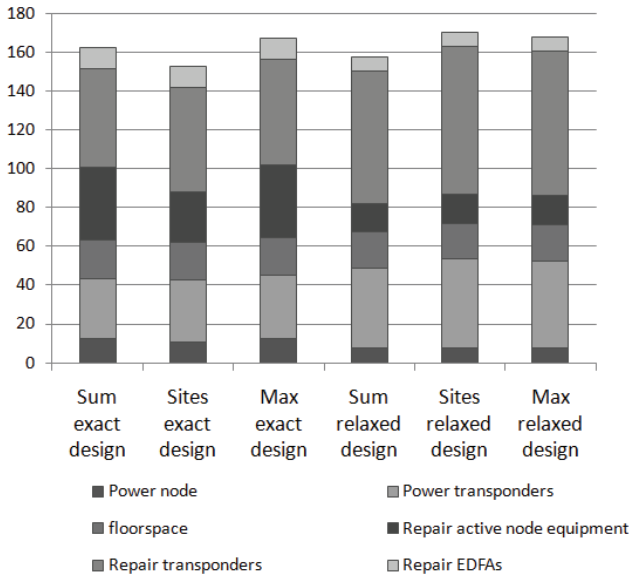 180
160
140
120
100
80
60
40
20
0
Sum exact design
Sites exact design
Max exact design
Sum relaxed design
Sites relaxed design
Max relaxed design
Power node
Power transponders
floorspace
Repair active node equipment
Repair transponders
Repair EDFAs